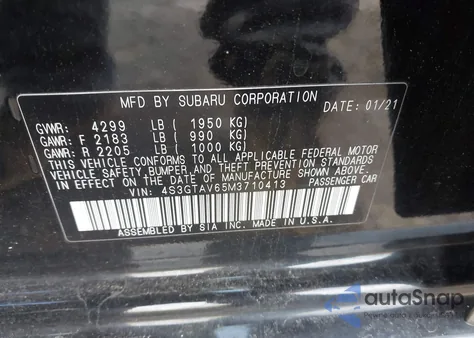 MFD BY SUBARU CORPORATION
DATE: 01/21
GVWR: 4299 LB ( 1950 KG)
GAWR: F 2183 LB ( 990 KG)
GAWR: R 2205 LB ( 1000 KG)
THIS VEHICLE CONFORMS TO ALL APPLICABLE FEDERAL MOTOR
VEHICLE SAFETY, BUMPER, AND THEFT PREVENTION STANDARDS
IN EFFECT ON THE DATE OF MANUFACTURE SHOWN ABOVE.
VIN: 4S3GTAV65M3710413 PASSENGER CAR
ASSEMBLED BY SIA INC. MADE IN U.S.A.
autoSnap